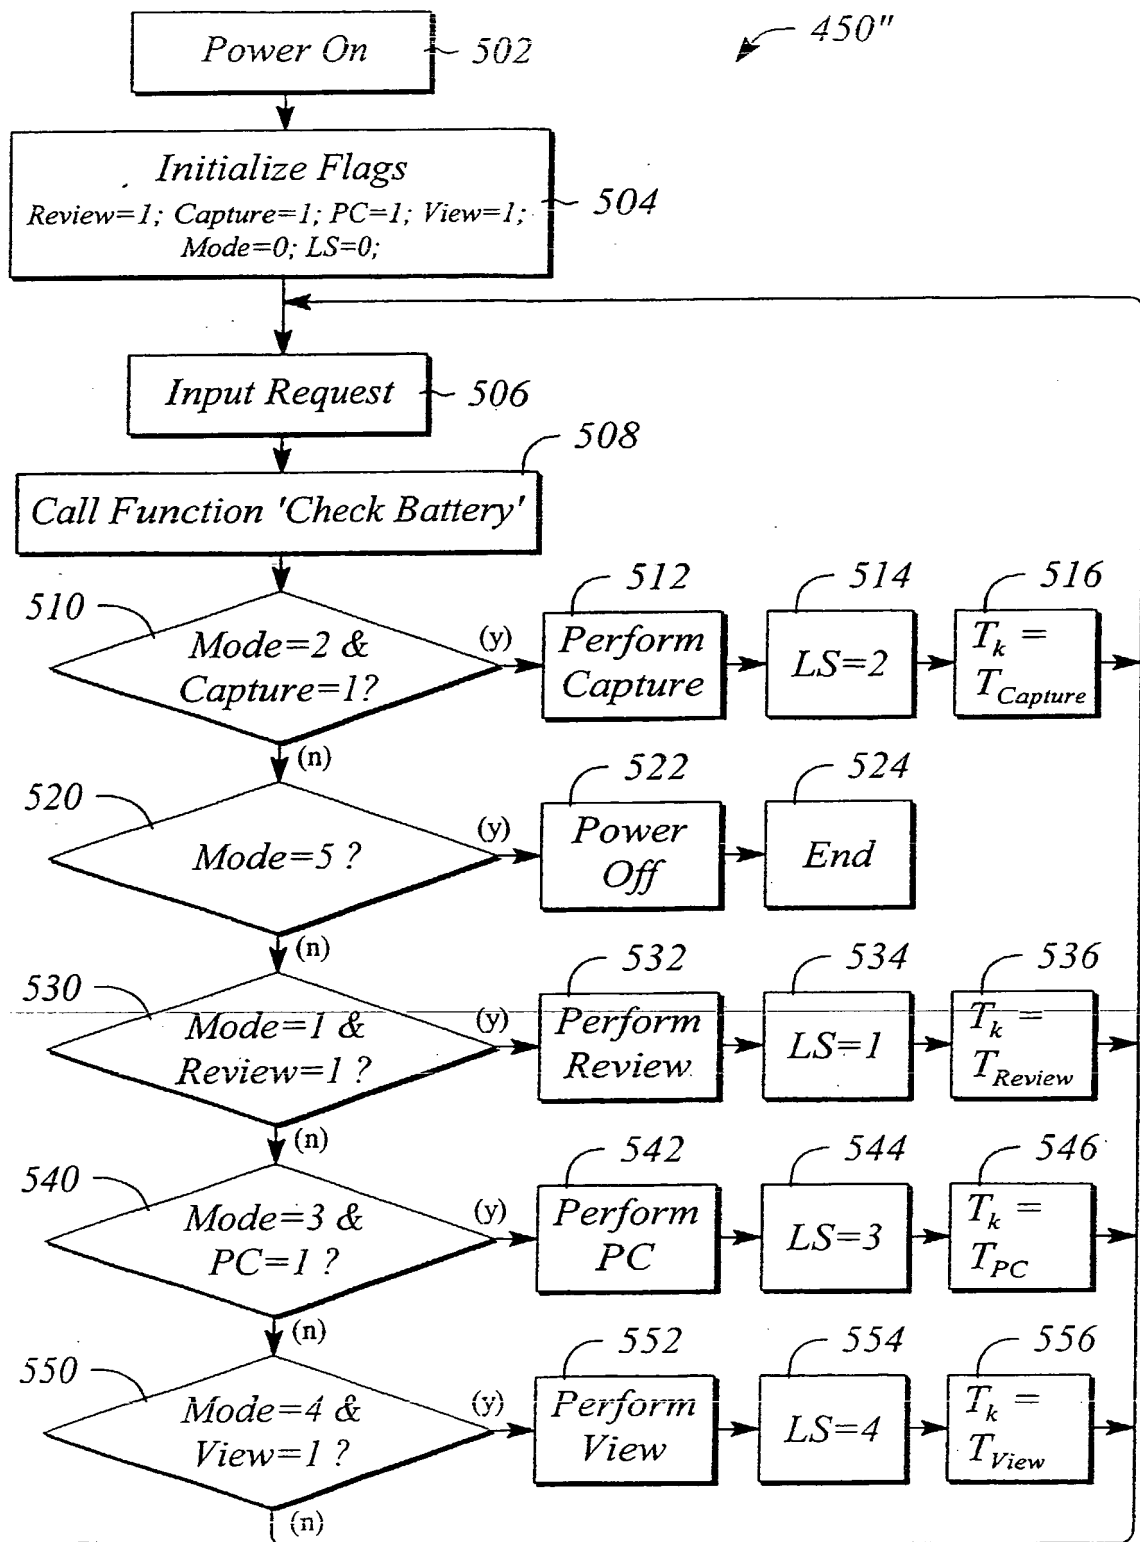 450"
Power On
502
Initialize Flags
Review=1; Capture=1; PC=1; View=1;
Mode=0; LS=0;
504
Input Request
506
508
Call Function 'Check Battery'
510
Mode=2 &
Capture=1?
(y)
(n)
512
Perform
Capture
514
LS=2
516
T_k =
T_Capture
520
Mode=5 ?
(y)
(n)
522
Power
Off
524
End
530
Mode=1 &
Review=1 ?
(y)
(n)
532
Perform
Review
534
LS=1
536
T_k =
T_Review
540
Mode=3 &
PC=1 ?
(y)
(n)
542
Perform
PC
544
LS=3
546
T_k =
T_PC
550
Mode=4 &
View=1 ?
(y)
(n)
552
Perform
View
554
LS=4
556
T_k =
T_View